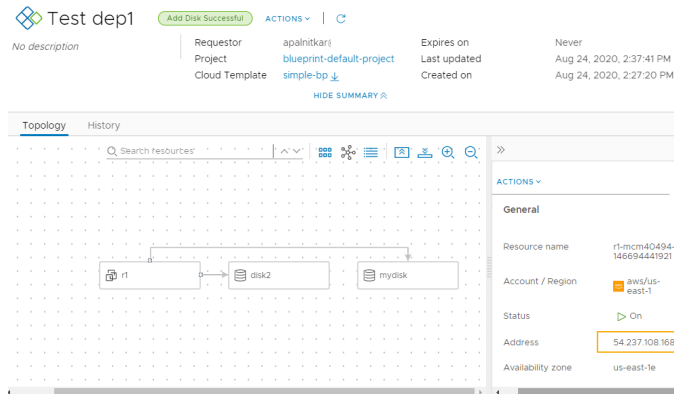 Test dep1
Add Disk Successful
ACTIONS
No description
Requestor apalnitkar@
Expires on Never
Project blueprint-default-project
Last updated Aug 24, 2020, 2:37:41 PM
Cloud Template simple-bp
Created on Aug 24, 2020, 2:27:20 PM
HIDE SUMMARY
Topology
History
Search resources
ACTIONS
General
Resource name r1-mcm40494-
146694441921
r1
disk2
mydisk
Account / Region aws/us-
east-1
Status On
Address 54.237.108.168
Availability zone us-east-1e